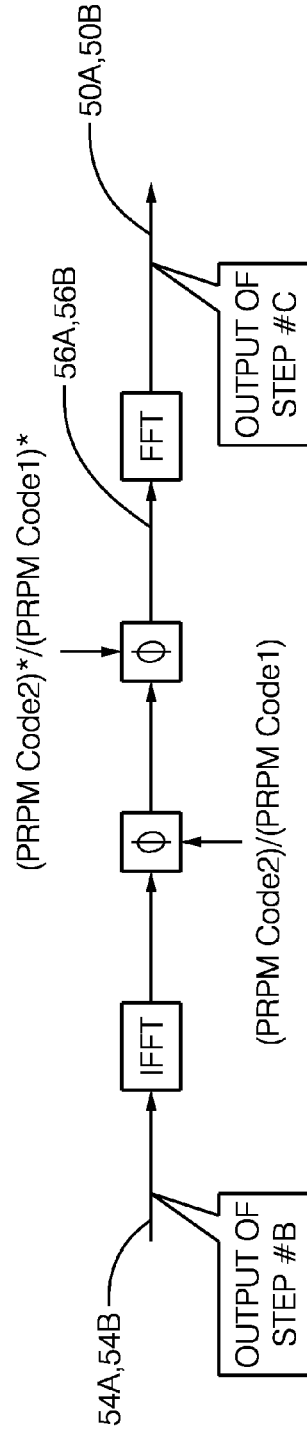 54A,54B
OUTPUT OF
STEP #B
IFFT
ϕ
(PRPM Code2)/(PRPM Code1)
(PRPM Code2)*/(PRPM Code1)*
ϕ
56A,56B
FFT
OUTPUT OF
STEP #C
50A,50B